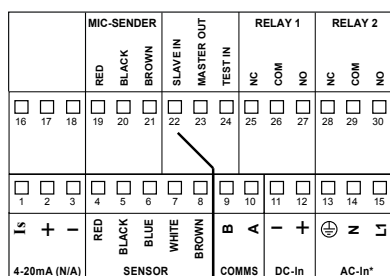 MIC-SENDER RELAY 1 RELAY 2
RED BLACK BROWN SLAVE IN MASTER OUT TEST IN NC COM NO NC COM NO
16 17 18 19 20 21 22 23 24 25 26 27 28 29 30
1 2 3 4 5 6 7 8 9 10 11 12 13 14 15
Is + − RED BLACK BLUE WHITE BROWN B A − + N L1
4-20mA (N/A) SENSOR COMMS DC-In AC-In*